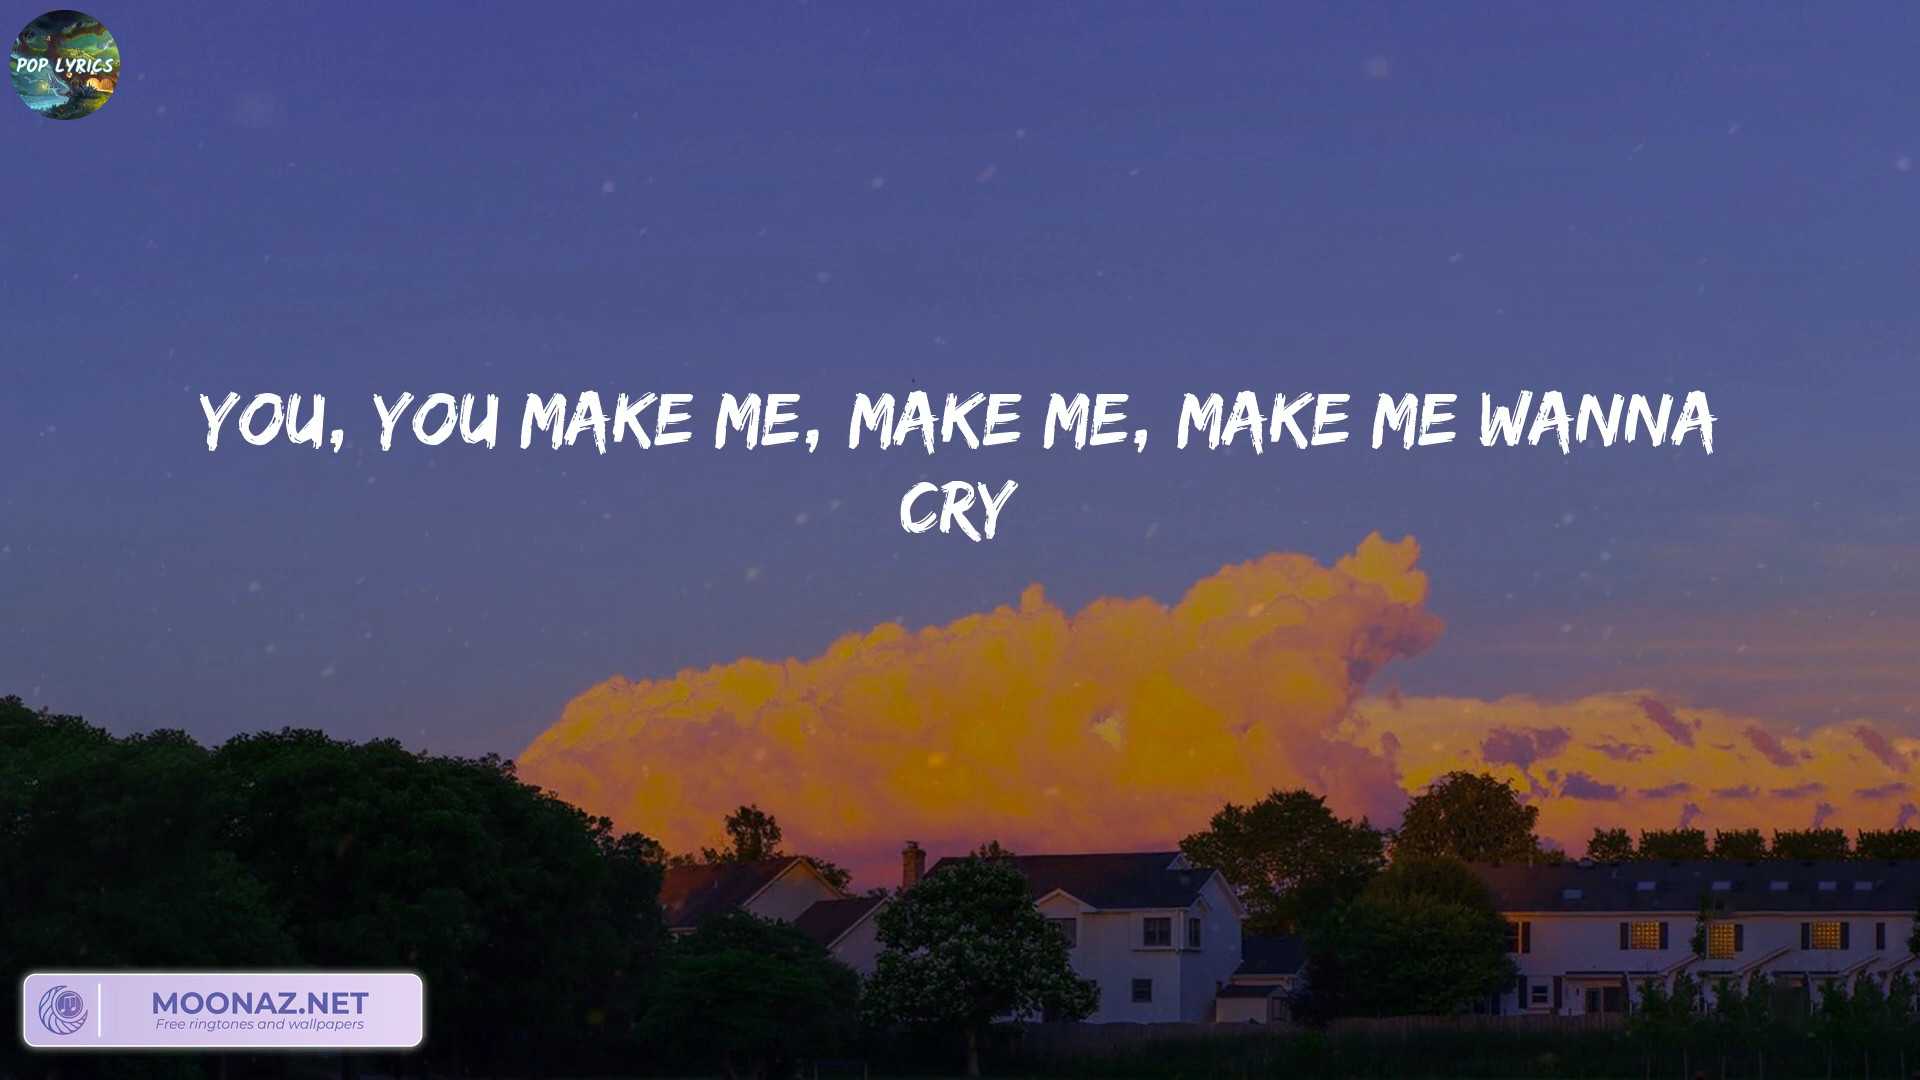 POP LYRICS
YOU, YOU MAKE ME, MAKE ME, MAKE ME WANNA
CRY
MOONAZ.NET
Free ringtones and wallpapers